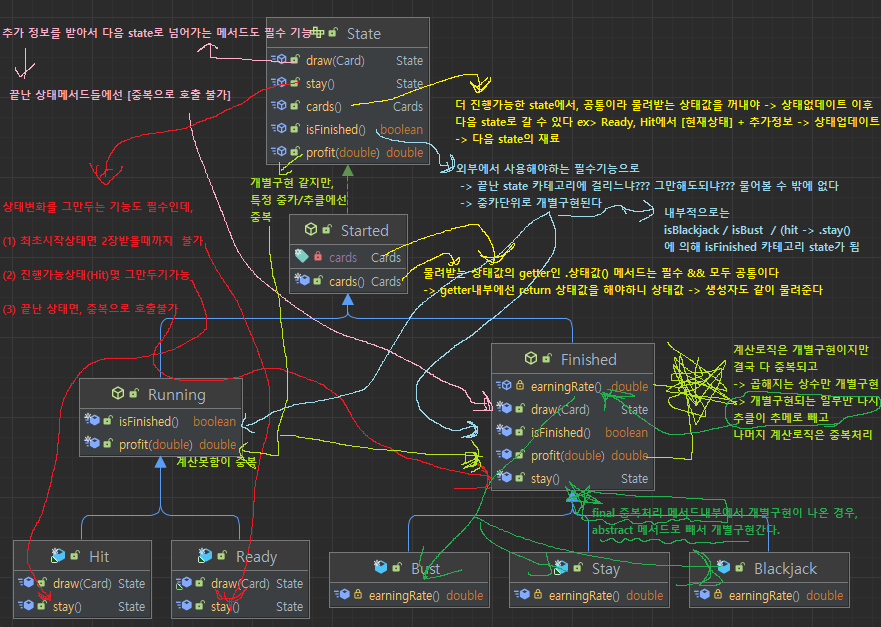 추가 정보를 받아서 다음 state로 넘어가는 메서드도 필수 기능
끝난 상태메서드들에선 [중복으로 호출 불가]
State
draw(Card) State
stay() State
cards() Cards
isFinished() boolean
profit(double) double
더 진행가능한 state에서, 공통이라 물려받는 상태값을 꺼내야 -> 상태없데이트 이후
다음 state로 갈 수 있다 ex> Ready, Hit에서 [현재상태] + 추가정보 -> 상태업데이트
-> 다음 state의 재료
외부에서 사용해야하는 필수기능으로
-> 끝난 state 카테고리에 걸리느냐??? 그만해도되냐??? 물어볼 수 밖에 없다
-> 중카단위로 개별구현된다
내부적으로는
isBlackjack / isBust / (hit -> .stay()
에 의해 isFinished 카테고리 state가 됨
개별구현 같지만,
특정 중카/추클에선
중복
상태변화를 그만두는 기능도 필수인데,
(1) 최초시작상태면 2장받을때까지 불가
(2) 진행가능상태(Hit)몇 그만두기가능
(3) 끝난 상태면, 중복으로 호출불가
Started
cards Cards
cards() Cards
물려받는 상태값의 getter인 .상태값() 메서드는 필수 && 모두 공통이다
-> getter내부에선 return 상태값을 해야하니 상태값 -> 생성자도 같이 물려준다
Running
isFinished() boolean
profit(double) double
계산못함이 중복
Finished
earningRate() double
draw(Card) State
isFinished() boolean
profit(double) double
stay() State
계산로직은 개별구현이지만
결국 다 중복되고
-> 곱해지는 상수만 개별구현
-> 개별구현되는 일부만 다시
추클이 추메로 빼고
나머지 계산로직은 중복처리
final 중복처리 메서드내부에서 개별구현이 나온 경우,
abstract 메서드로 빼서 개별구현간다.
Hit
draw(Card) State
stay() State
Ready
draw(Card) State
stay() State
Bust
earningRate() double
Stay
earningRate() double
Blackjack
earningRate() double